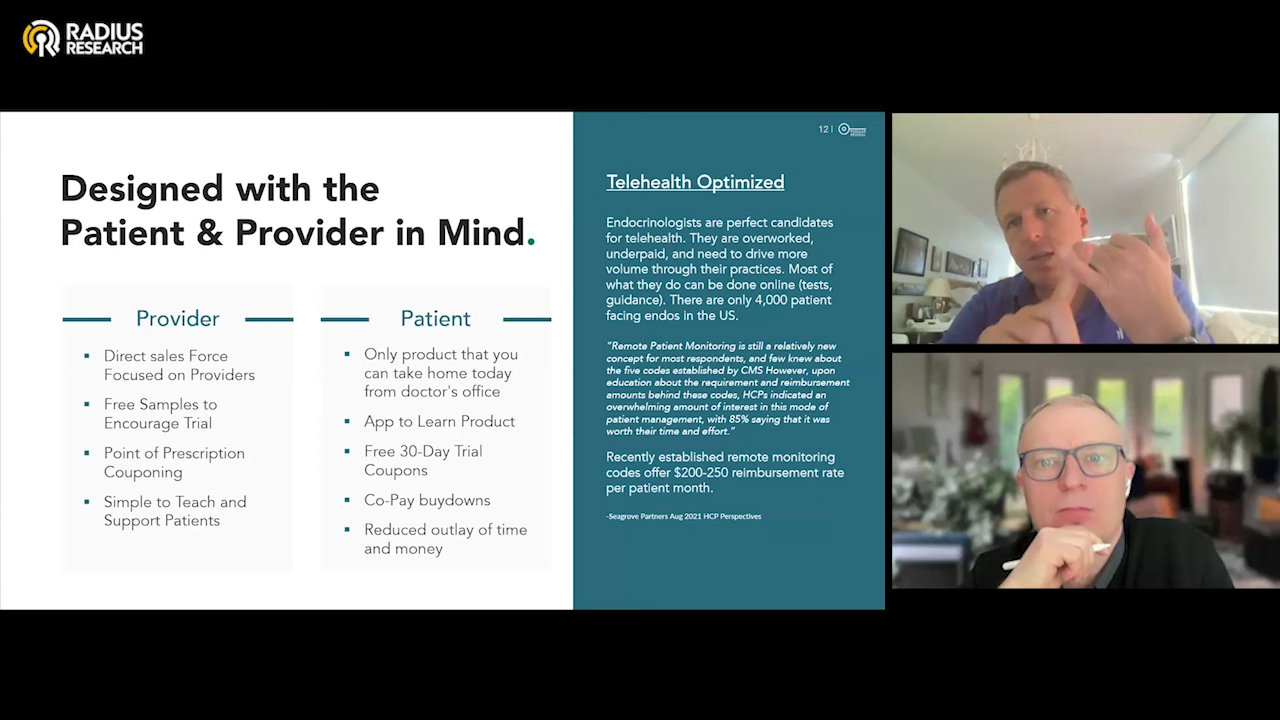 RADIUS
RESEARCH
12 |
Designed with the
Patient & Provider in Mind.
Provider
▪ Direct sales Force
Focused on Providers
▪ Free Samples to
Encourage Trial
▪ Point of Prescription
Couponing
▪ Simple to Teach and
Support Patients
Patient
▪ Only product that you
can take home today
from doctor's office
▪ App to Learn Product
▪ Free 30-Day Trial
Coupons
▪ Co-Pay buydowns
▪ Reduced outlay of time
and money
Telehealth Optimized
Endocrinologists are perfect candidates
for telehealth. They are overworked,
underpaid, and need to drive more
volume through their practices. Most of
what they do can be done online (tests,
guidance). There are only 4,000 patient
facing endos in the US.
"Remote Patient Monitoring is still a relatively new
concept for most respondents, and few knew about
the five codes established by CMS However, upon
education about the requirement and reimbursement
amounts behind these codes, HCPs indicated an
overwhelming amount of interest in this mode of
patient management, with 85% saying that it was
worth their time and effort."
Recently established remote monitoring
codes offer $200-250 reimbursement rate
per patient month.
-Seagrove Partners Aug 2021 HCP Perspectives